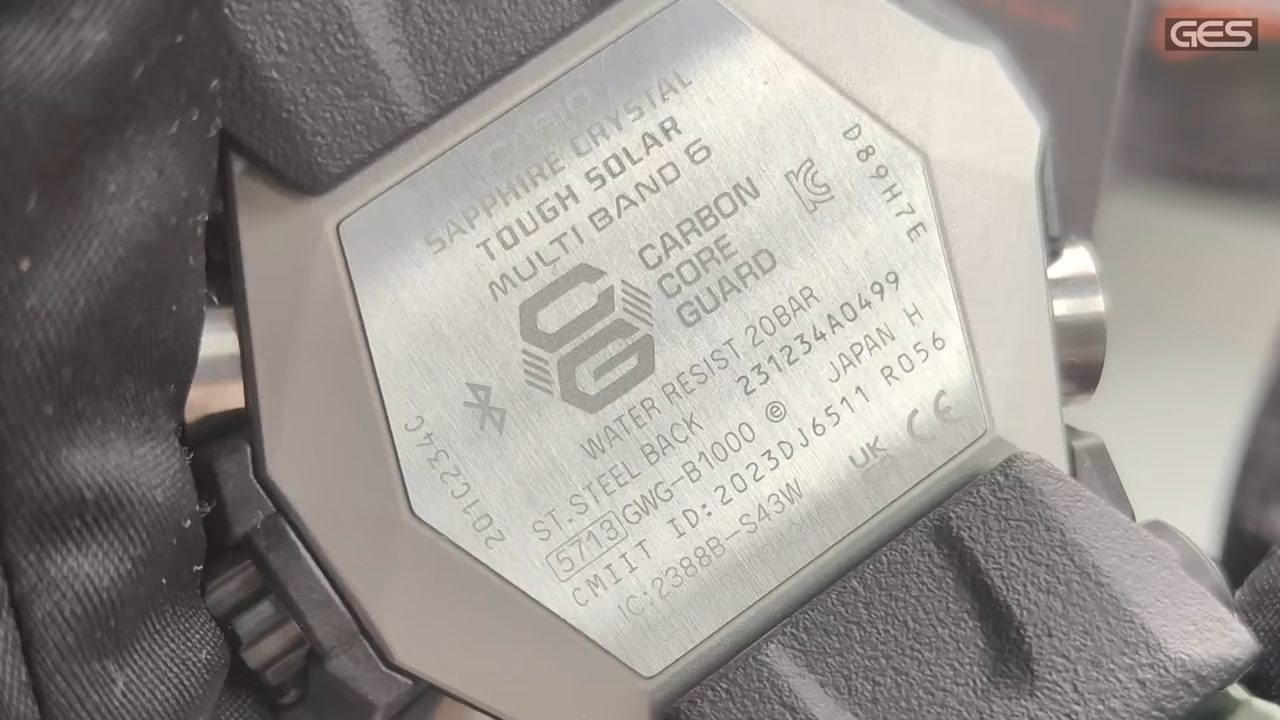 GES
CASIO
SAPPHIRE CRYSTAL
TOUGH SOLAR
MULTI BAND 6
CARBON
CORE
GUARD
D89H7E
WATER RESIST 20BAR
ST.STEEL BACK 231234A0499
5713 GWG-B1000 e JAPAN H
CMIIT ID:2023DJ6511 R056
IC:2388B-S43W
UK
CA
CE
201C234C